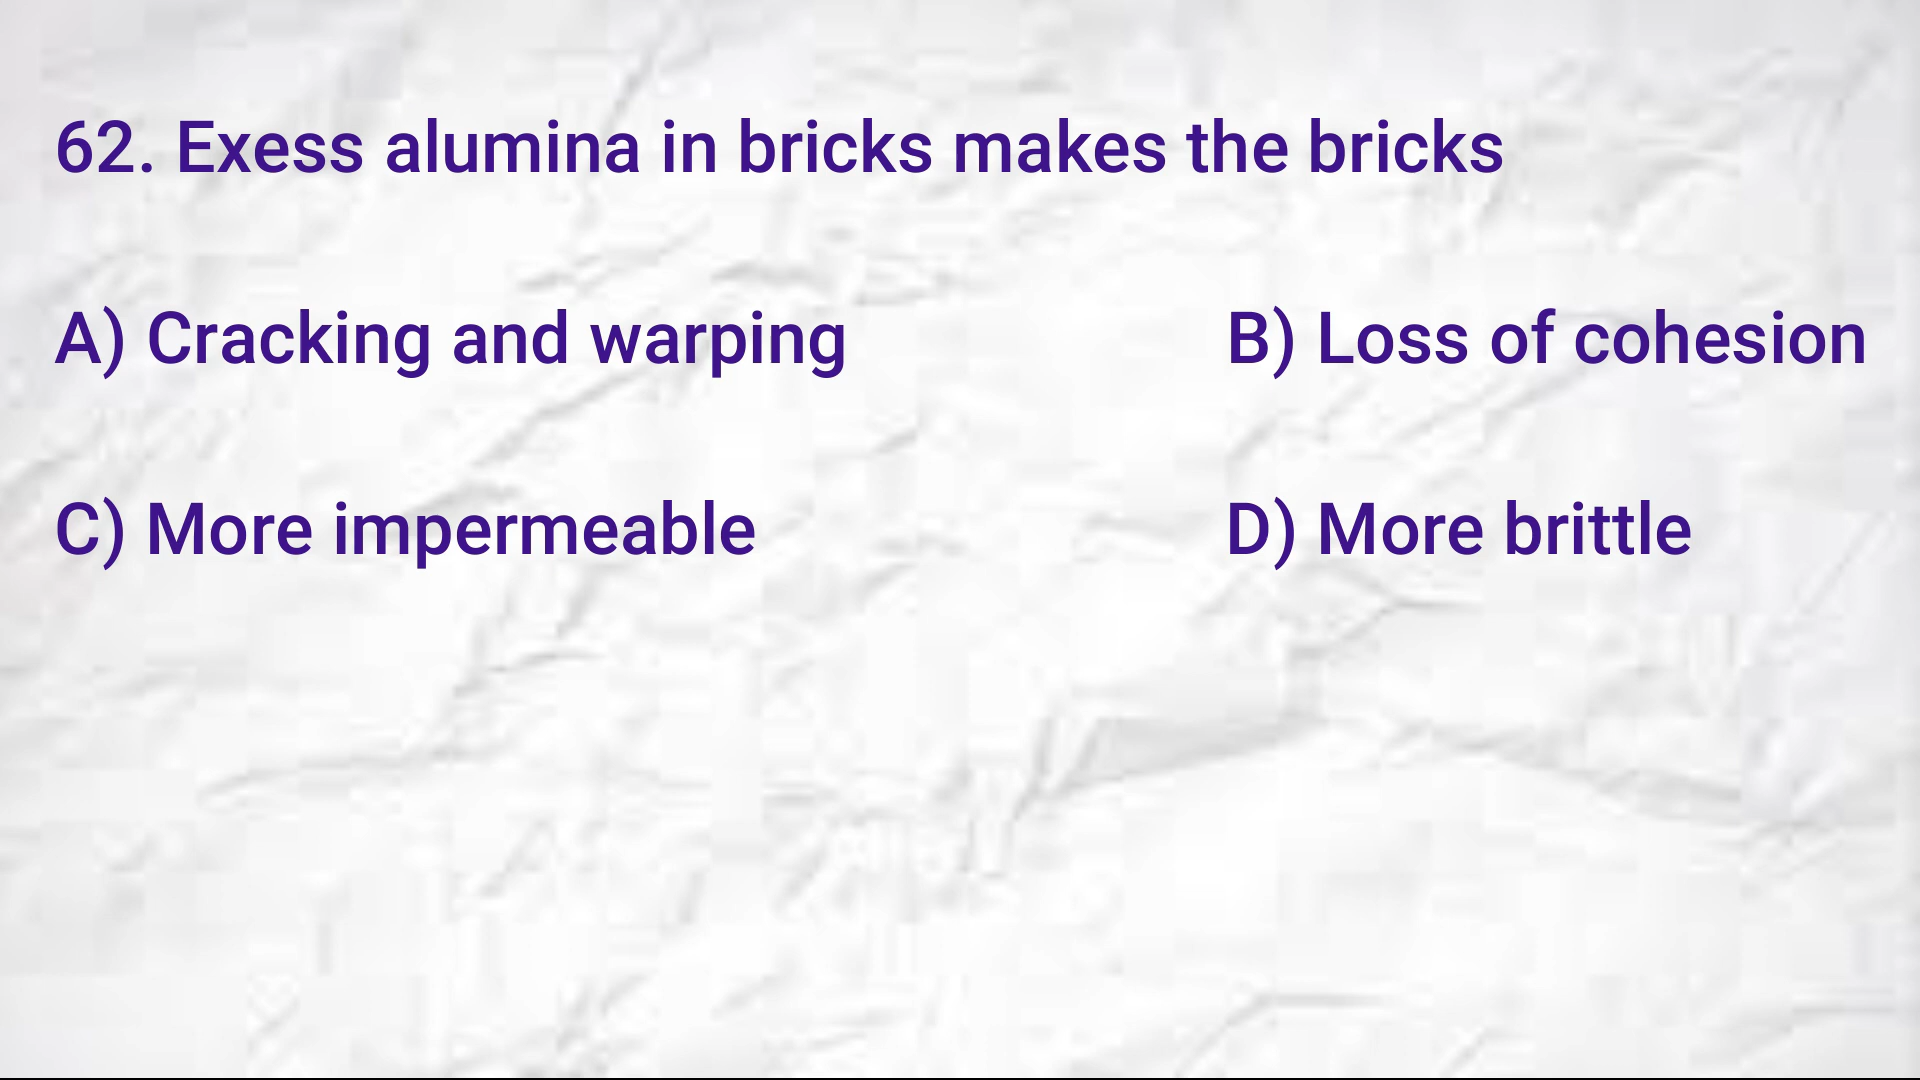 62. Exess alumina in bricks makes the bricks
A) Cracking and warping B) Loss of cohesion
C) More impermeable D) More brittle